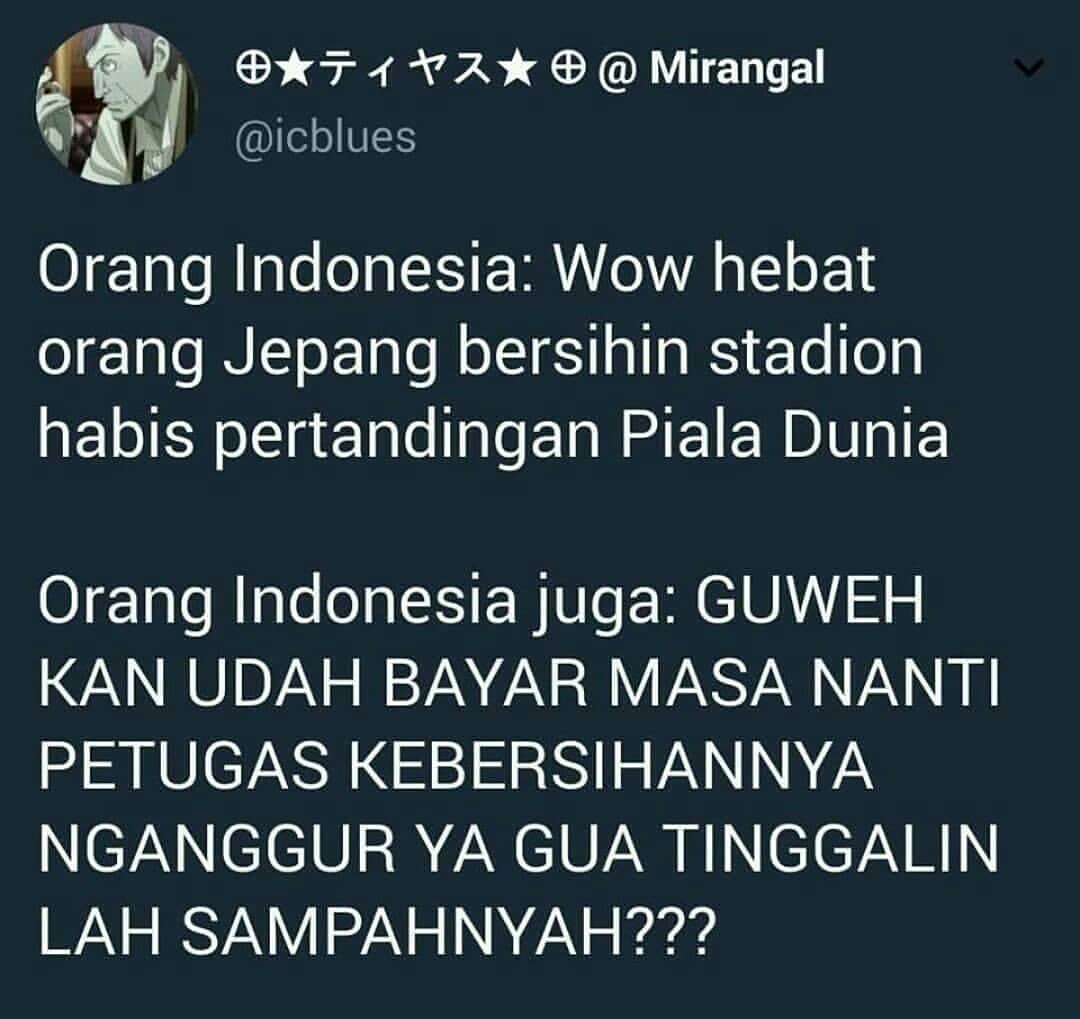 ⊕★ティヤス★⊕@ Mirangal
@icblues
Orang Indonesia: Wow hebat
orang Jepang bersihin stadion
habis pertandingan Piala Dunia
Orang Indonesia juga: GUWEH
KAN UDAH BAYAR MASA NANTI
PETUGAS KEBERSIHANNYA
NGANGGUR YA GUA TINGGALIN
LAH SAMPAHNYAH???